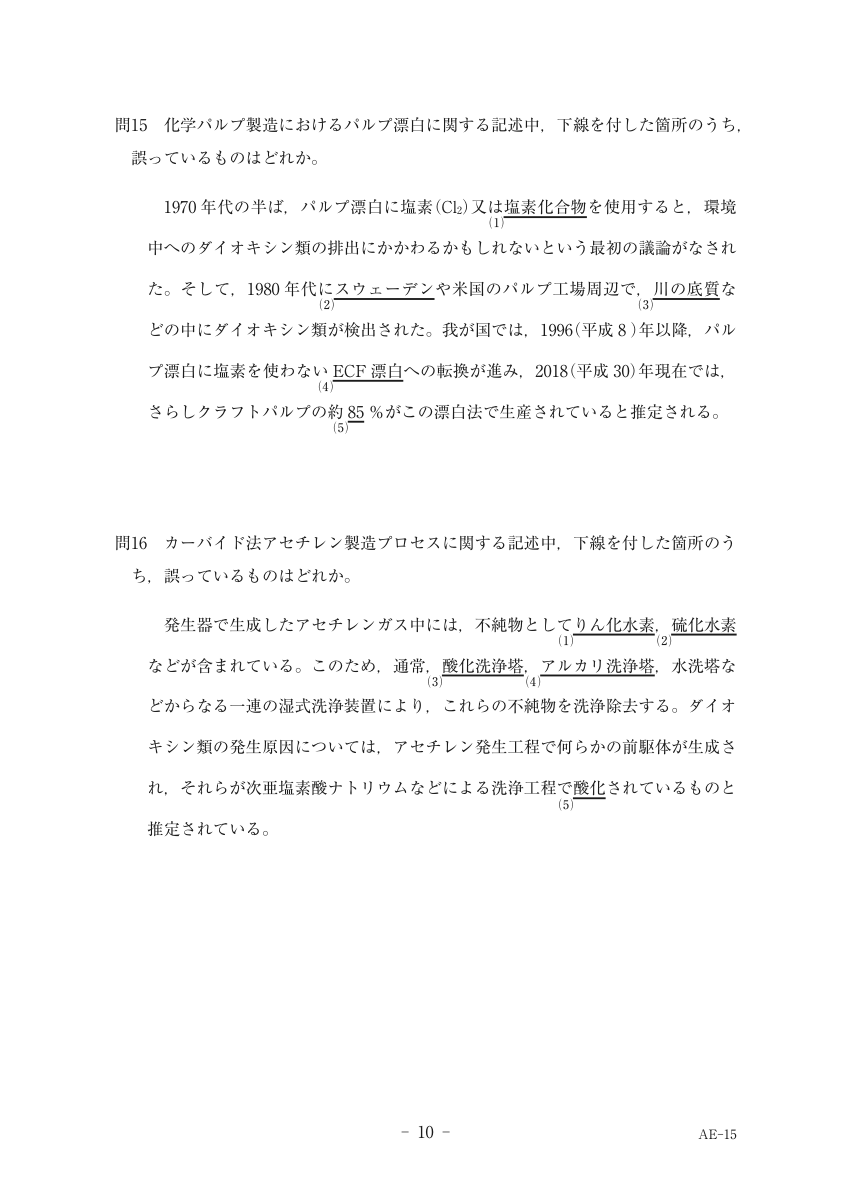 問15　化学パルプ製造におけるパルプ漂白に関する記述中，下線を付した箇所のうち，
誤っているものはどれか。
1970 年代の半ば，パルプ漂白に塩素(Cl₂)又は塩素化合物を使用すると，環境
(1)
中へのダイオキシン類の排出にかかわるかもしれないという最初の議論がなされ
た。そして，1980 年代にスウェーデンや米国のパルプ工場周辺で，川の底質な
(2) (3)
どの中にダイオキシン類が検出された。我が国では，1996(平成 8 )年以降，パル
プ漂白に塩素を使わない ECF 漂白への転換が進み，2018(平成 30)年現在では，
(4)
さらしクラフトパルプの約 85 %がこの漂白法で生産されていると推定される。
(5)
問16　カーバイド法アセチレン製造プロセスに関する記述中，下線を付した箇所のう
ち，誤っているものはどれか。
発生器で生成したアセチレンガス中には，不純物としてりん化水素，硫化水素
(1) (2)
などが含まれている。このため，通常，酸化洗浄塔，アルカリ洗浄塔，水洗塔な
(3) (4)
どからなる一連の湿式洗浄装置により，これらの不純物を洗浄除去する。ダイオ
キシン類の発生原因については，アセチレン発生工程で何らかの前駆体が生成さ
れ，それらが次亜塩素酸ナトリウムなどによる洗浄工程で酸化されているものと
(5)
推定されている。
－ 10 －
AE−15